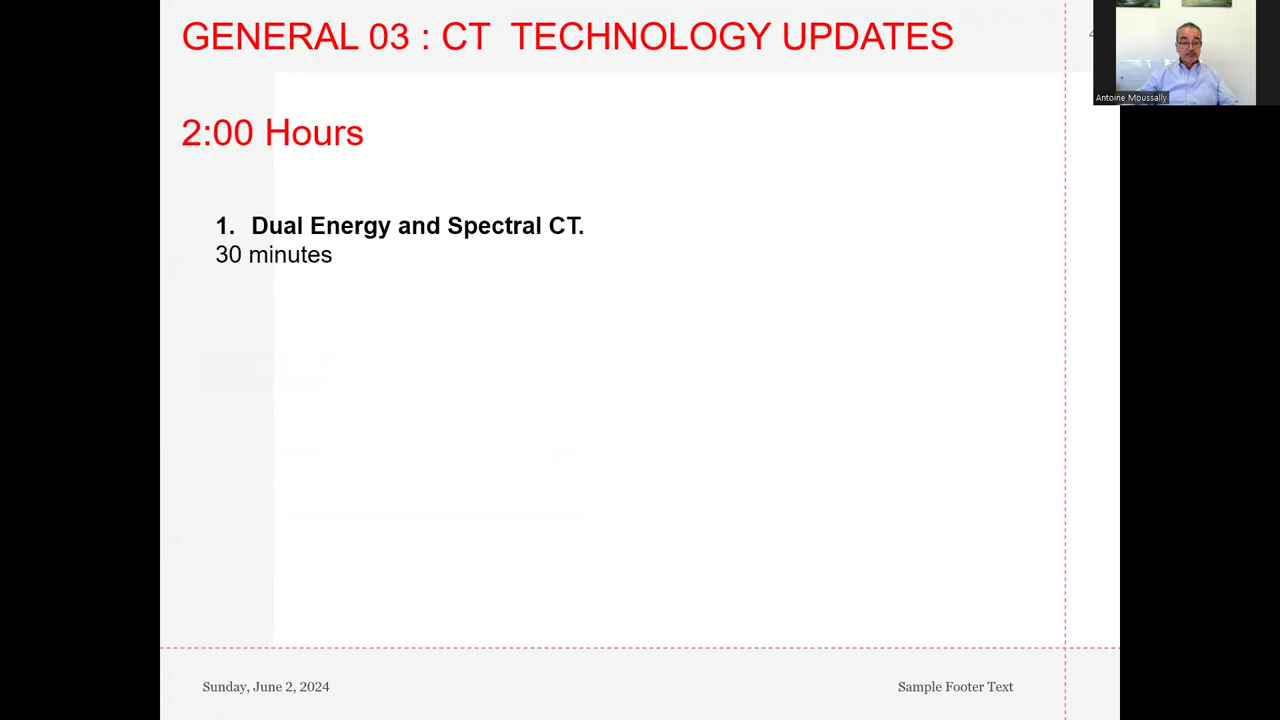 GENERAL 03 : CT TECHNOLOGY UPDATES
Antoine Moussally
2:00 Hours
1. Dual Energy and Spectral CT.
30 minutes
Sunday, June 2, 2024
Sample Footer Text